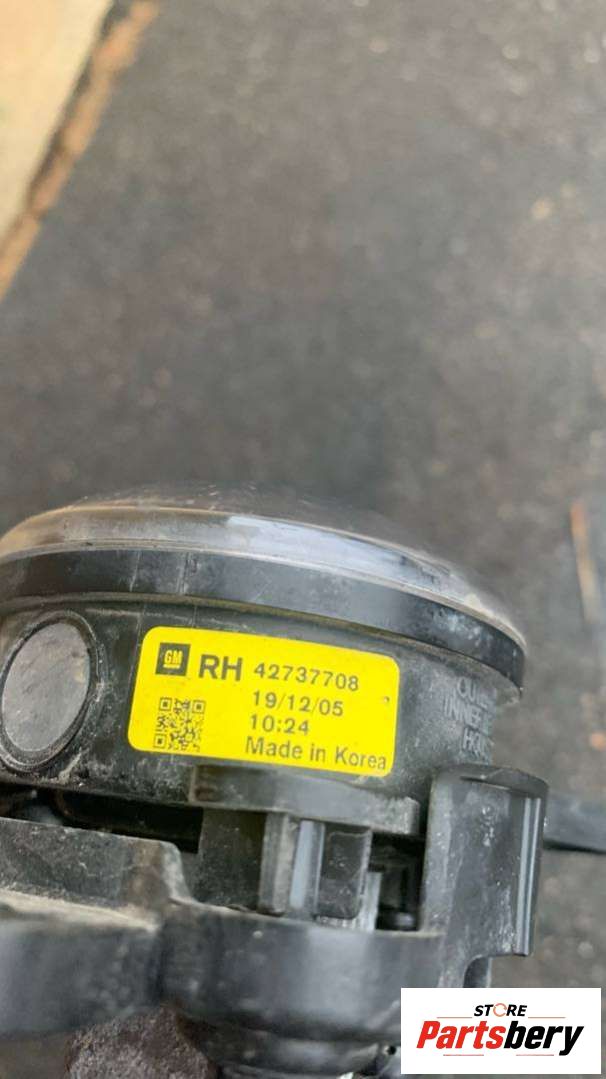 GM RH 42737708
19/12/05
10:24
Made in Korea
STORE
Partsbery